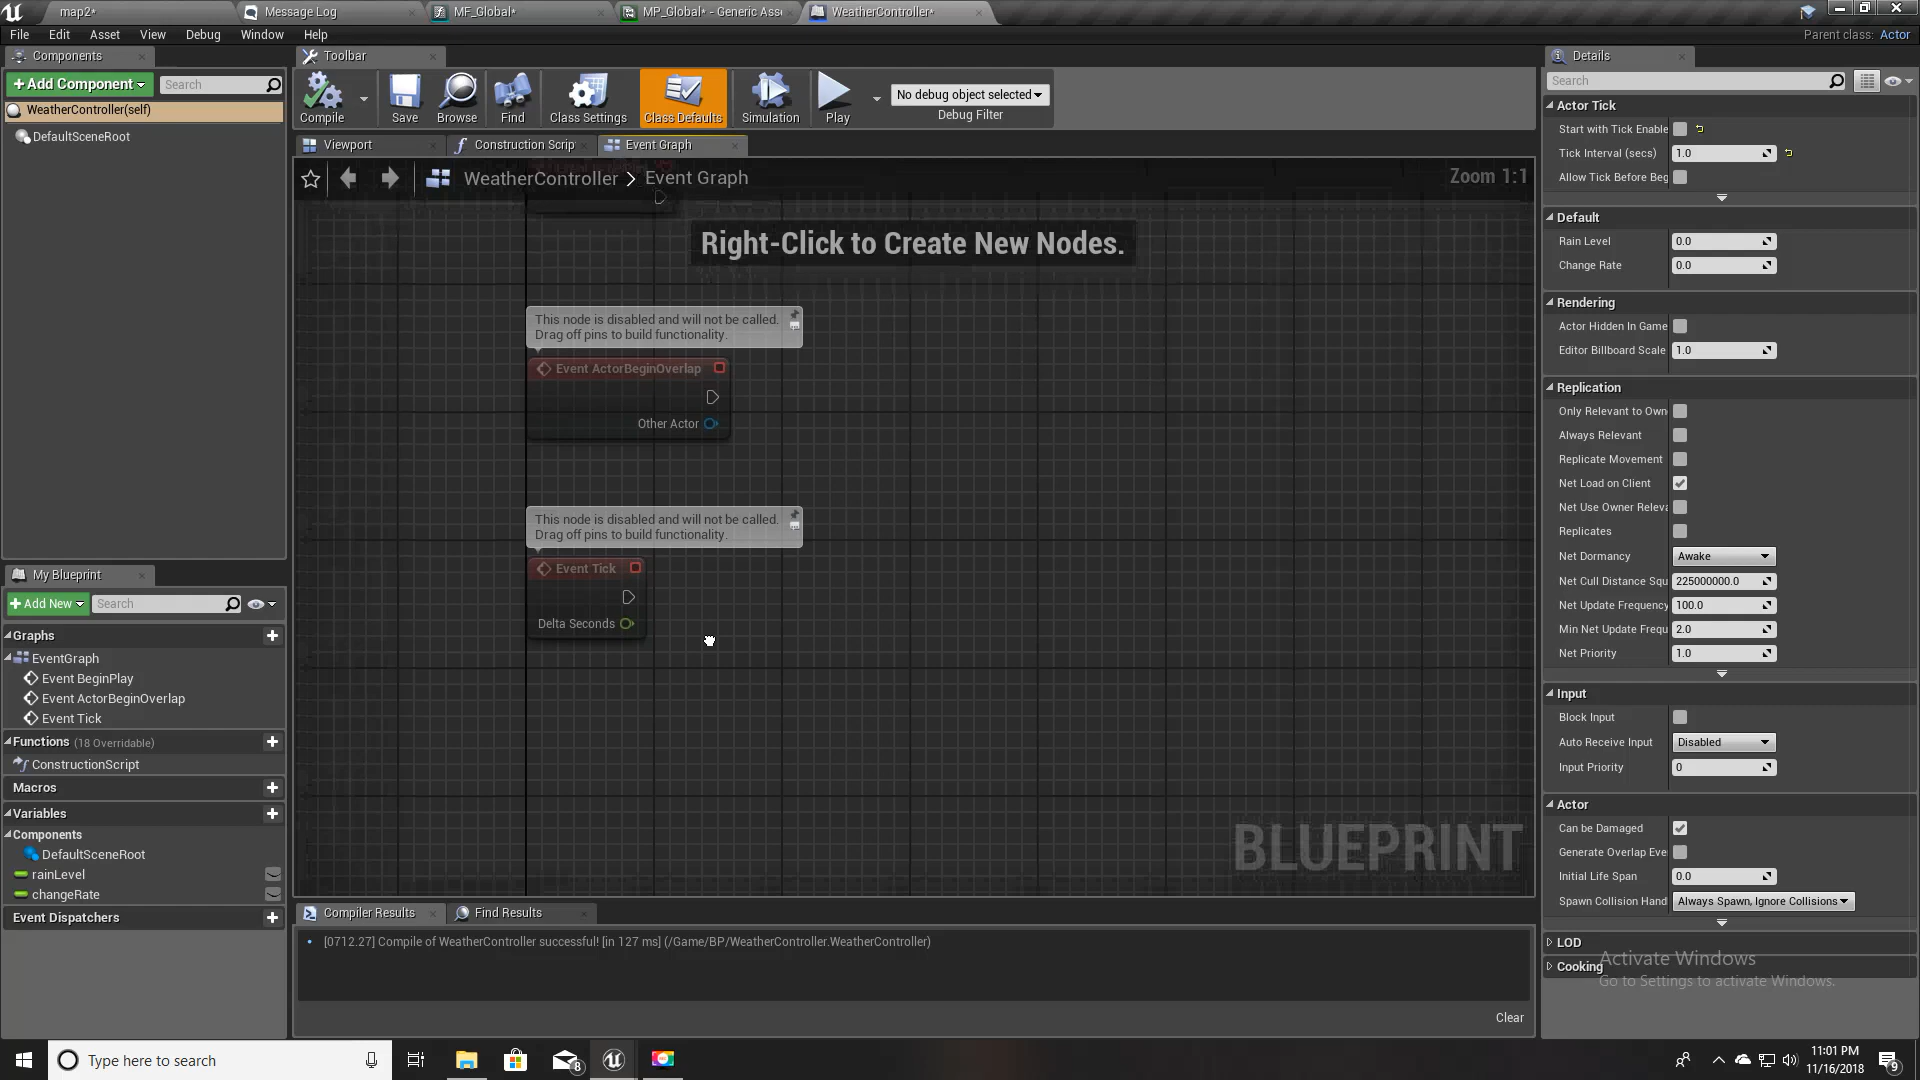 map2*
Message Log
MF_Global*
MP_Global* - Generic Ass
WeatherController*
File Edit Asset View Debug Window Help
Parent class: Actor
Components
Toolbar
Details
+ Add Component
Search
WeatherController(self)
DefaultSceneRoot
Compile
Save
Browse
Find
Class Settings
Class Defaults
Simulation
Play
No debug object selected
Debug Filter
Viewport
Construction Scrip
Event Graph
WeatherController > Event Graph
Zoom 1:1
Right-Click to Create New Nodes.
This node is disabled and will not be called.
Drag off pins to build functionality.
Event ActorBeginOverlap
Other Actor
This node is disabled and will not be called.
Drag off pins to build functionality.
Event Tick
Delta Seconds
BLUEPRINT
My Blueprint
+ Add New
Search
Graphs
EventGraph
Event BeginPlay
Event ActorBeginOverlap
Event Tick
Functions (18 Overridable)
ConstructionScript
Macros
Variables
Components
DefaultSceneRoot
rainLevel
changeRate
Event Dispatchers
Compiler Results
Find Results
[0712.27] Compile of WeatherController successful! [in 127 ms] (/Game/BP/WeatherController.WeatherController)
Clear
Search
Actor Tick
Start with Tick Enable
Tick Interval (secs) 1.0
Allow Tick Before Beg
Default
Rain Level 0.0
Change Rate 0.0
Rendering
Actor Hidden In Game
Editor Billboard Scale 1.0
Replication
Only Relevant to Own
Always Relevant
Replicate Movement
Net Load on Client
Net Use Owner Releva
Replicates
Net Dormancy Awake
Net Cull Distance Squ 225000000.0
Net Update Frequency 100.0
Min Net Update Frequ 2.0
Net Priority 1.0
Input
Block Input
Auto Receive Input Disabled
Input Priority 0
Actor
Can be Damaged
Generate Overlap Eve
Initial Life Span 0.0
Spawn Collision Hand Always Spawn, Ignore Collisions
LOD
Cooking
Activate Windows
Go to Settings to activate Windows.
Type here to search
8
11:01 PM
11/16/2018
9